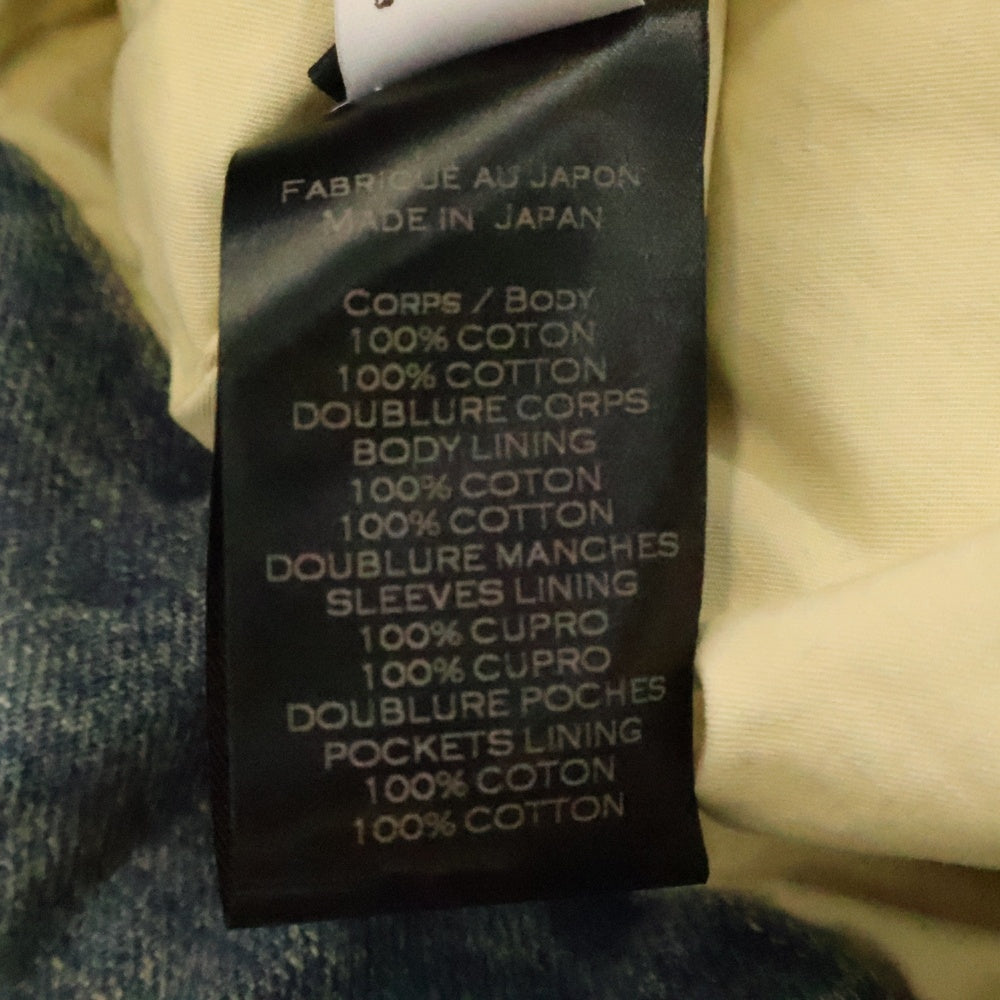 FABRIQUE AU JAPON
MADE IN JAPAN
CORPS / BODY
100% COTON
100% COTTON
DOUBLURE CORPS
BODY LINING
100% COTON
100% COTTON
DOUBLURE MANCHES
SLEEVES LINING
100% CUPRO
100% CUPRO
DOUBLURE POCHES
POCKETS LINING
100% COTON
100% COTTON